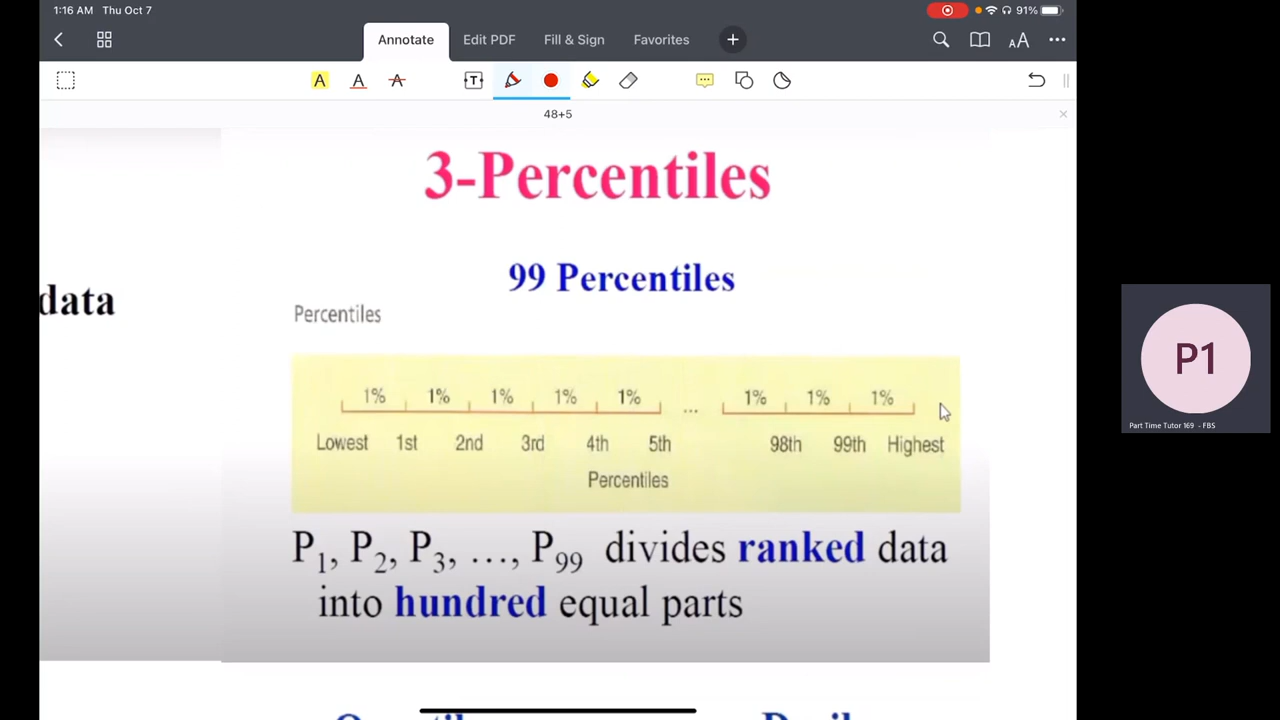 1:16 AM Thu Oct 7
91%
Annotate Edit PDF Fill & Sign Favorites
A A A T AA
48+5
3-Percentiles
99 Percentiles
data
Percentiles
1% 1% 1% 1% 1% ... 1% 1% 1%
Lowest 1st 2nd 3rd 4th 5th 98th 99th Highest
Percentiles
P1, P2, P3, ..., P99 divides ranked data
into hundred equal parts
P1
Part Time Tutor 169 - FBS